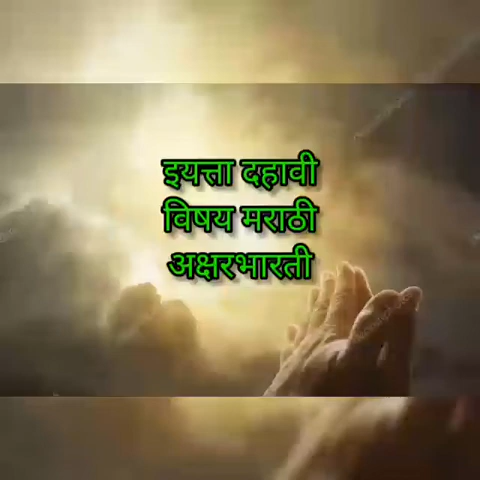 इयत्ता दहावी
विषय मराठी
अक्षरभारती